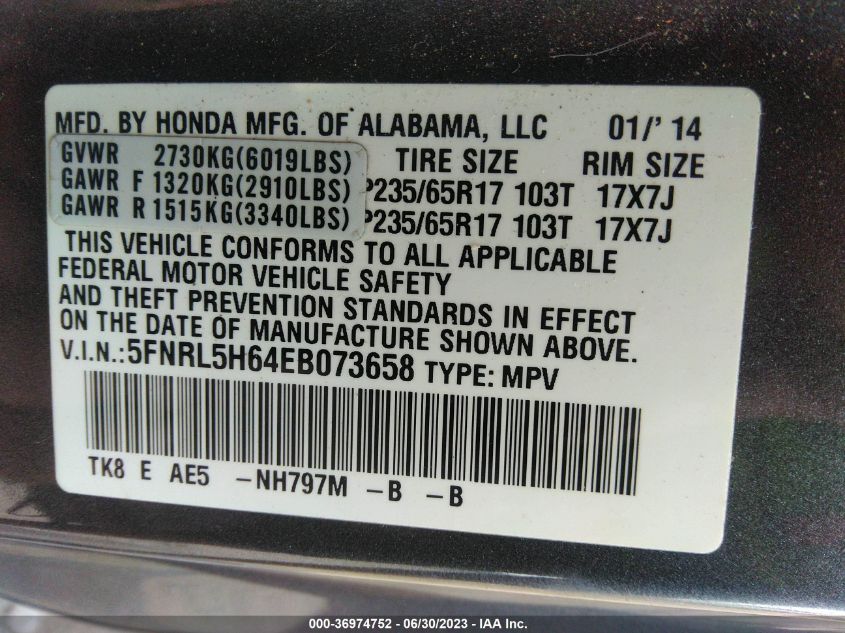 MFD. BY HONDA MFG. OF ALABAMA, LLC 01/' 14
GVWR 2730KG(6019LBS) TIRE SIZE RIM SIZE
GAWR F 1320KG(2910LBS) P235/65R17 103T 17X7J
GAWR R 1515KG(3340LBS) P235/65R17 103T 17X7J
THIS VEHICLE CONFORMS TO ALL APPLICABLE
FEDERAL MOTOR VEHICLE SAFETY
AND THEFT PREVENTION STANDARDS IN EFFECT
ON THE DATE OF MANUFACTURE SHOWN ABOVE.
V.I.N.:5FNRL5H64EB073658 TYPE: MPV
TK8 E AE5 -NH797M -B -B
000-36974752 - 06/30/2023 - IAA Inc.